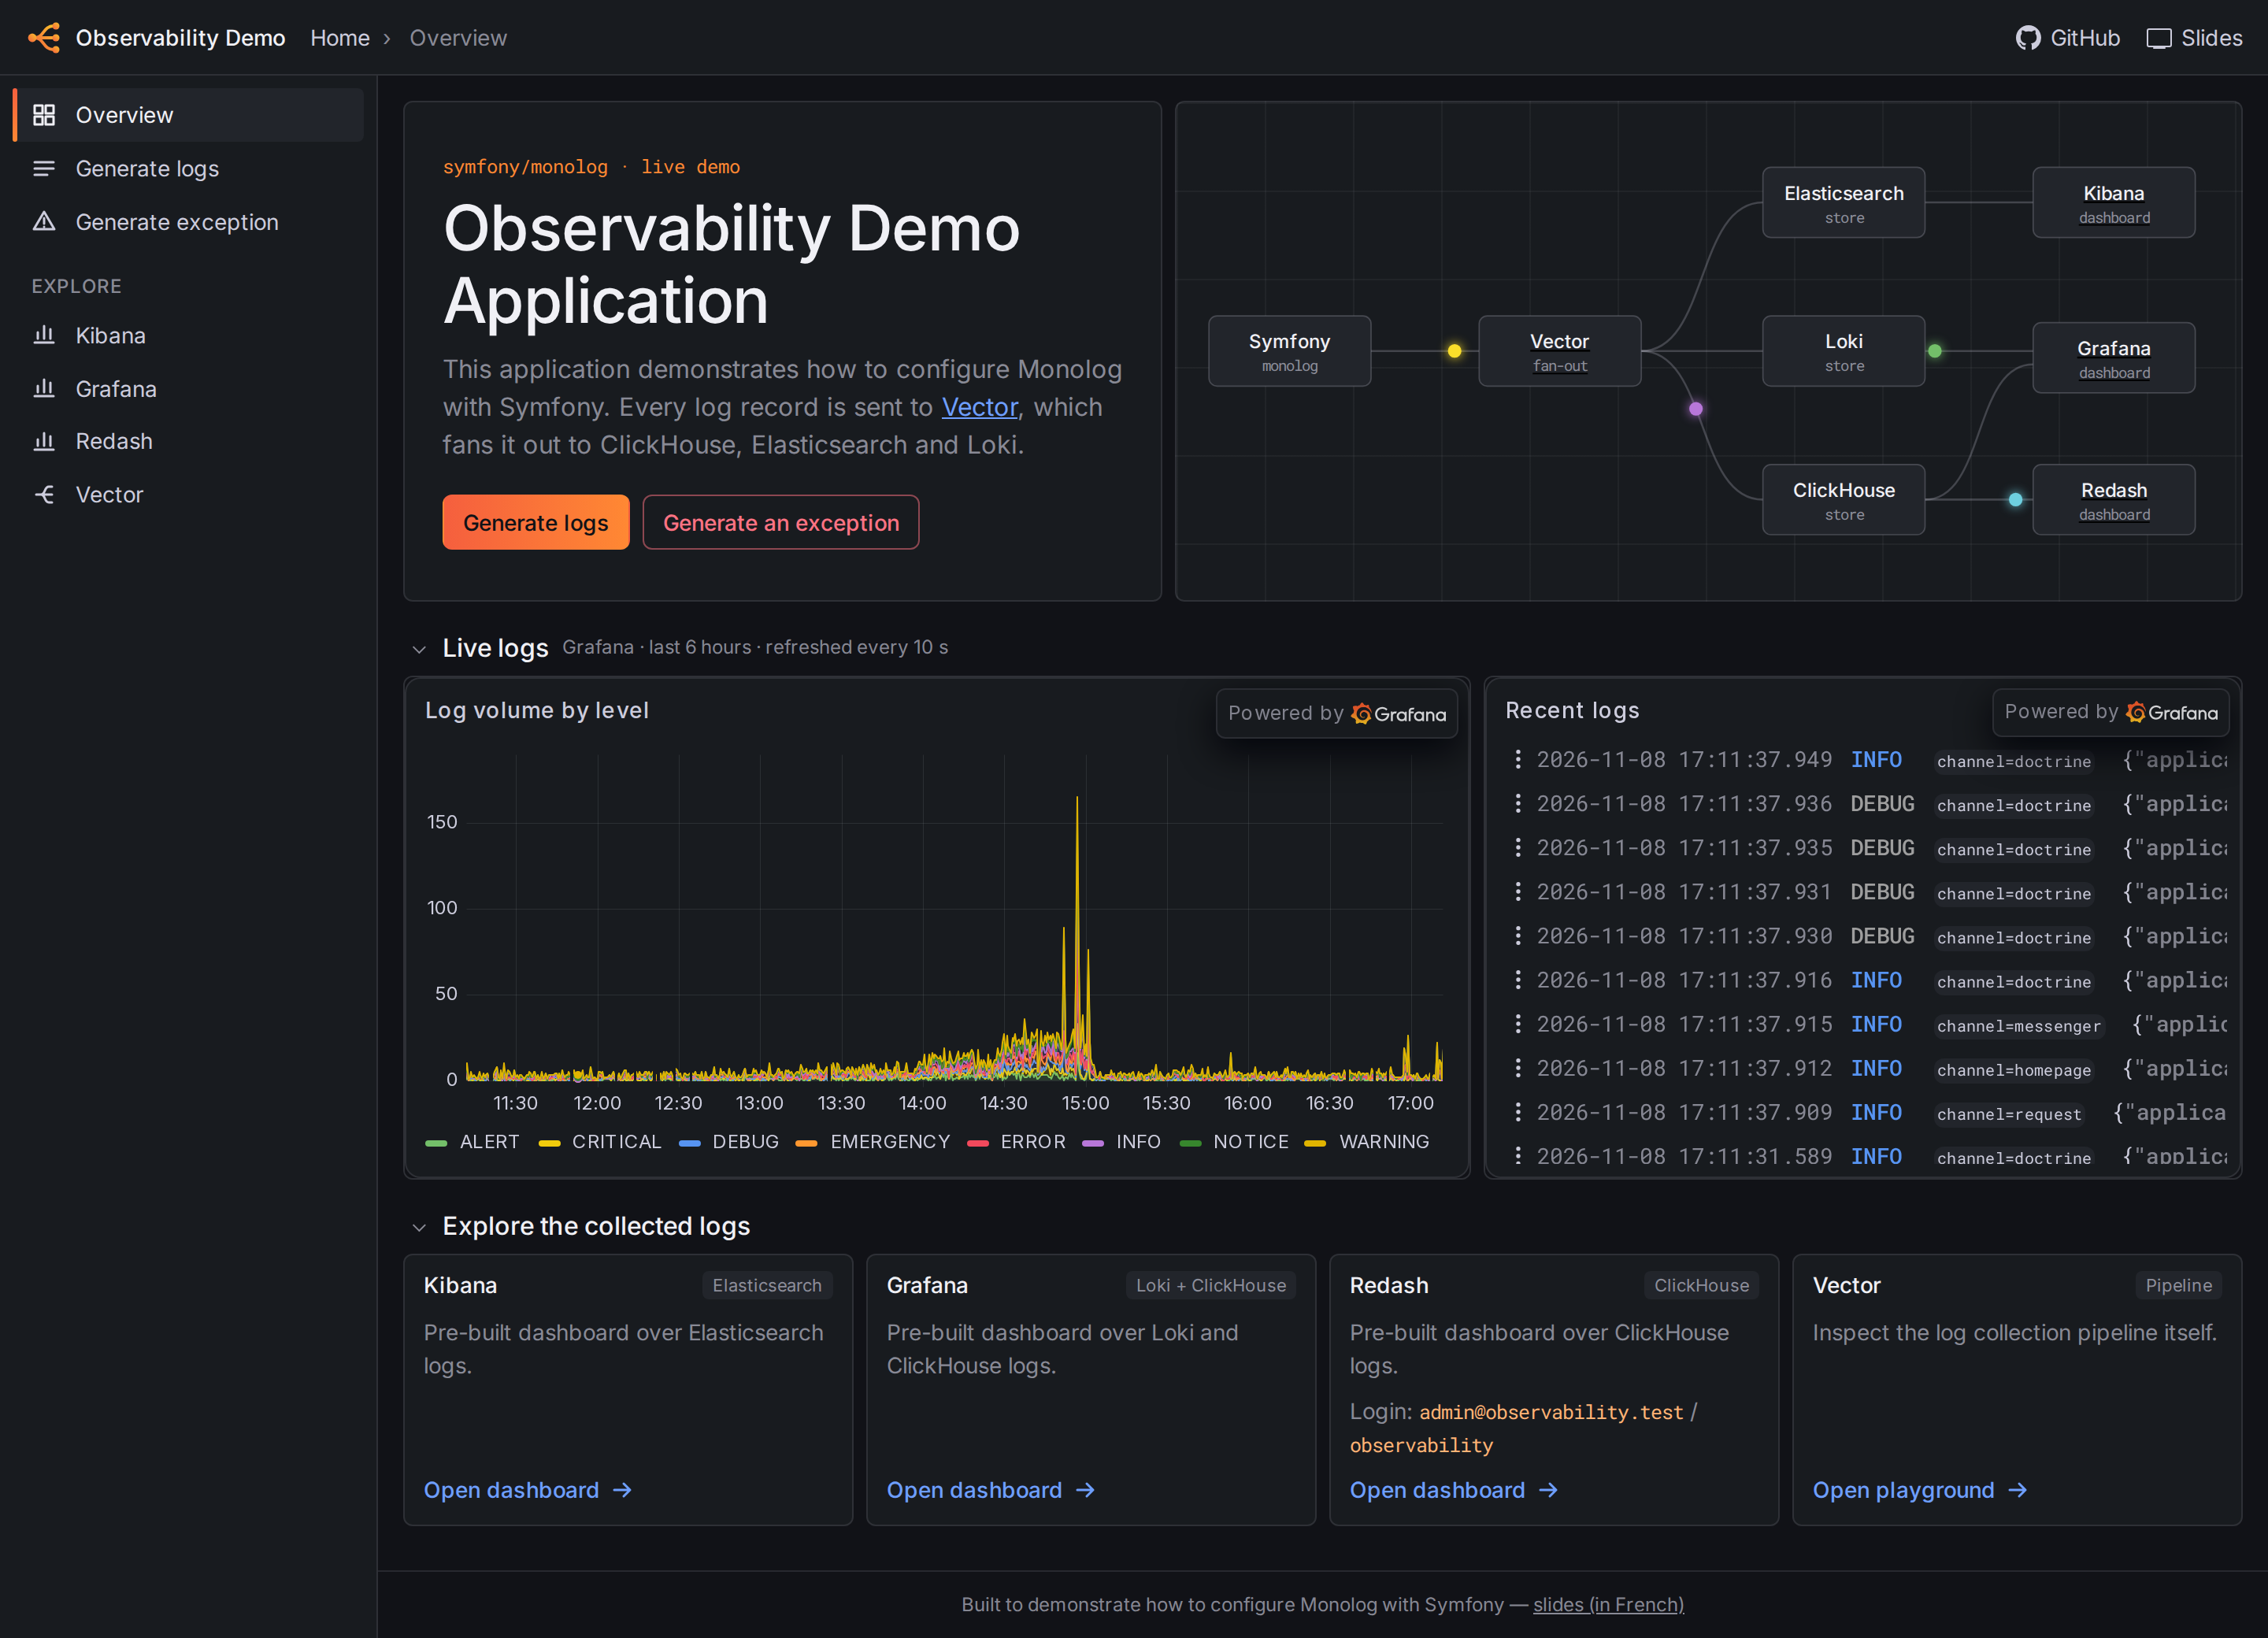 Observability Demo Home › Overview
GitHub Slides
Overview
Generate logs
Generate exception
EXPLORE
Kibana
Grafana
Redash
Vector
symfony/monolog · live demo
Observability Demo
Application
This application demonstrates how to configure Monolog
with Symfony. Every log record is sent to Vector, which
fans it out to ClickHouse, Elasticsearch and Loki.
Generate logs
Generate an exception
Symfony
monolog
Vector
fan-out
Elasticsearch
store
Kibana
dashboard
Loki
store
Grafana
dashboard
ClickHouse
store
Redash
dashboard
Live logs Grafana · last 6 hours · refreshed every 10 s
Log volume by level
Powered by Grafana
150
100
50
0
11:30 12:00 12:30 13:00 13:30 14:00 14:30 15:00 15:30 16:00 16:30 17:00
ALERT CRITICAL DEBUG EMERGENCY ERROR INFO NOTICE WARNING
Recent logs
Powered by Grafana
2026-11-08 17:11:37.949 INFO channel=doctrine {"applica
2026-11-08 17:11:37.936 DEBUG channel=doctrine {"applica
2026-11-08 17:11:37.935 DEBUG channel=doctrine {"applica
2026-11-08 17:11:37.931 DEBUG channel=doctrine {"applica
2026-11-08 17:11:37.930 DEBUG channel=doctrine {"applica
2026-11-08 17:11:37.916 INFO channel=doctrine {"applica
2026-11-08 17:11:37.915 INFO channel=messenger {"applic
2026-11-08 17:11:37.912 INFO channel=homepage {"applica
2026-11-08 17:11:37.909 INFO channel=request {"applica
2026-11-08 17:11:31.589 INFO channel=doctrine {"applica
Explore the collected logs
Kibana
Elasticsearch
Pre-built dashboard over Elasticsearch
logs.
Open dashboard →
Grafana
Loki + ClickHouse
Pre-built dashboard over Loki and
ClickHouse logs.
Open dashboard →
Redash
ClickHouse
Pre-built dashboard over ClickHouse
logs.
Login: admin@observability.test /
observability
Open dashboard →
Vector
Pipeline
Inspect the log collection pipeline itself.
Open playground →
Built to demonstrate how to configure Monolog with Symfony — slides (in French)